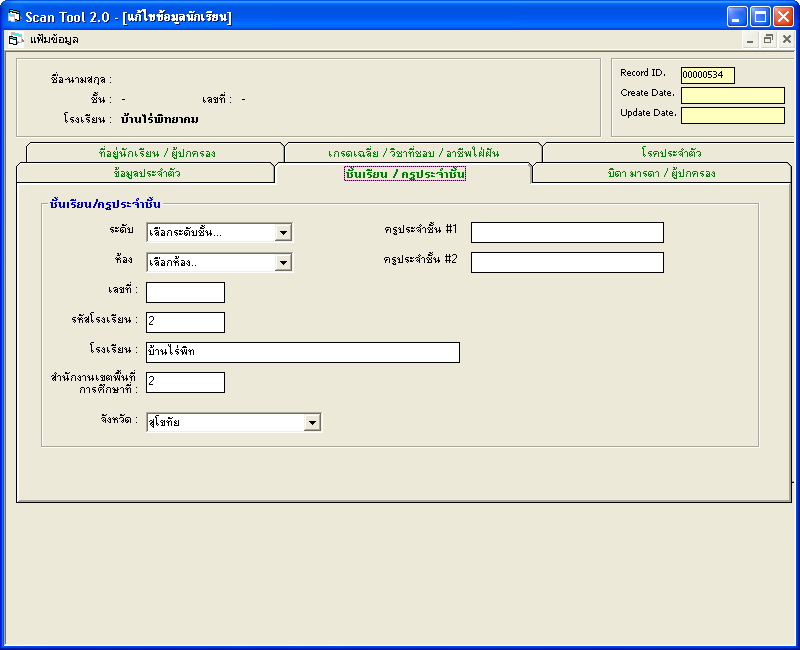 Scan Tool 2.0 - [แก้ไขข้อมูลนักเรียน]
แฟ้มข้อมูล
ชื่อ-นามสกุล :
ชั้น : - เลขที่ : -
โรงเรียน : บ้านไร่พิทยาคม
Record ID. 00000534
Create Date.
Update Date.
ที่อยู่นักเรียน / ผู้ปกครอง เกรดเฉลี่ย / วิชาที่ชอบ / อาชีพใฝ่ฝัน โรคประจำตัว
ข้อมูลประจำตัว ชั้นเรียน / ครูประจำชั้น บิดา มารดา / ผู้ปกครอง
ชั้นเรียน/ครูประจำชั้น
ระดับ เลือกระดับชั้น... ครูประจำชั้น #1
ห้อง เลือกห้อง.. ครูประจำชั้น #2
เลขที่ :
รหัสโรงเรียน : 2
โรงเรียน : บ้านไร่พิท
สำนักงานเขตพื้นที่
การศึกษาที่ : 2
จังหวัด : สุโขทัย